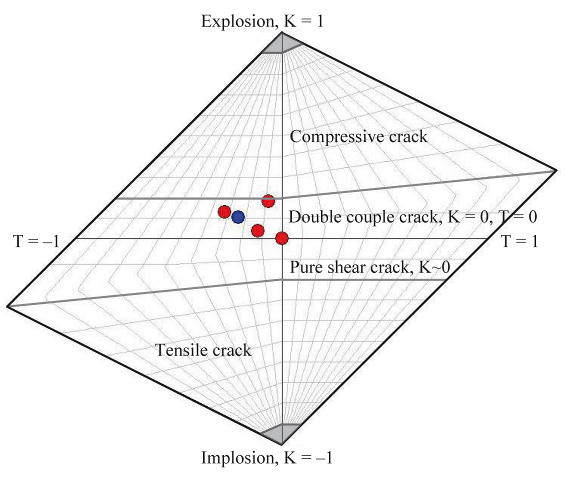 Explosion, K = 1
Compressive crack
Double couple crack, K = 0, T = 0
T = –1
T = 1
Pure shear crack, K~0
Tensile crack
Implosion, K = –1